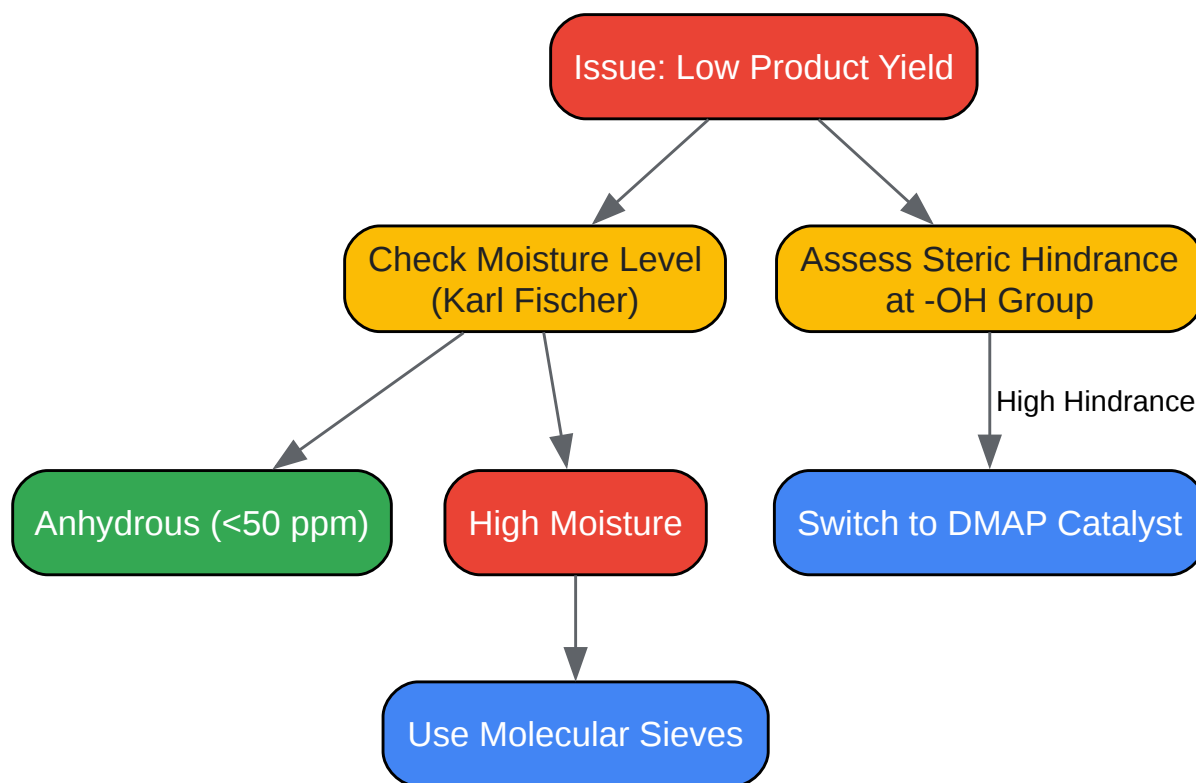 Issue: Low Product Yield
Check Moisture Level
(Karl Fischer)
Assess Steric Hindrance
at -OH Group
High Hindrance
Anhydrous (<50 ppm)
High Moisture
Switch to DMAP Catalyst
Use Molecular Sieves